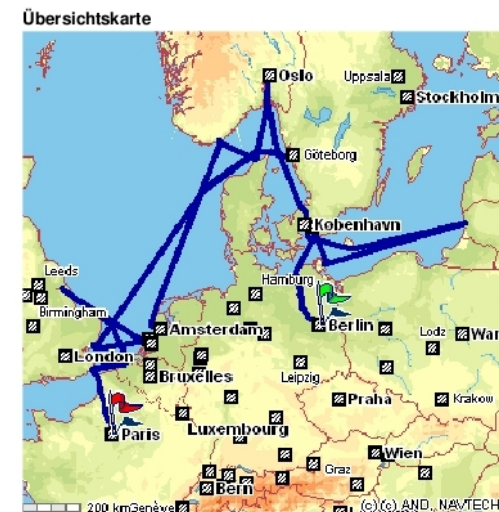 Übersichtskarte
Oslo
Uppsala
Stockholm
Göteborg
København
Leeds
Hamburg
Birmingham
Amsterdam
Berlin
Lodz
War
London
Bruxelles
Leipzig
Praha
Krakow
Paris
Luxembourg
Wien
Graz
Bern
200 km
Genève
(c)(c) AND, NAVTECH